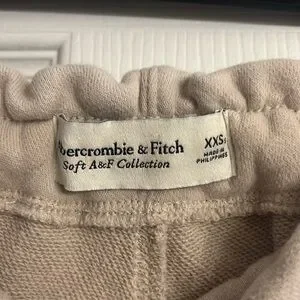 Abercrombie & Fitch
Soft A&F Collection
XXS
MADE IN
PHILIPPINES